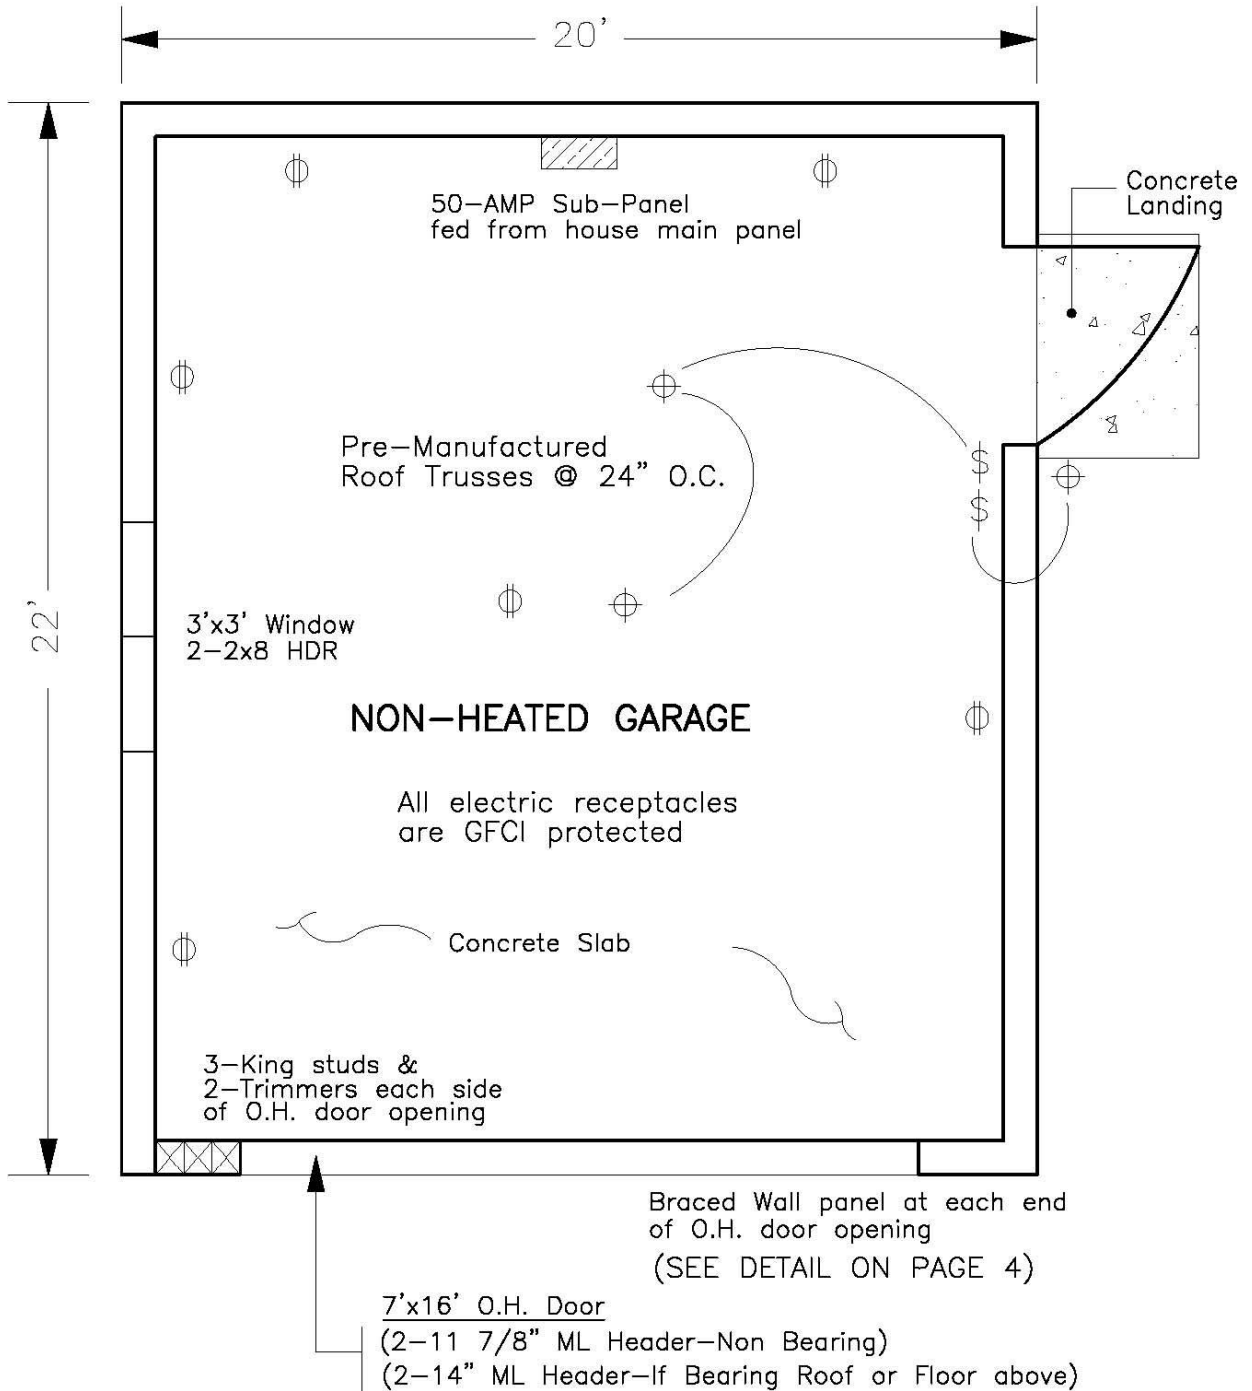 20'
Concrete
Landing
50-AMP Sub-Panel
fed from house main panel
Pre-Manufactured
Roof Trusses @ 24" O.C.
$
$
22'
3'x3' Window
2-2x8 HDR
NON-HEATED GARAGE
All electric receptacles
are GFCI protected
Concrete Slab
3-King studs &
2-Trimmers each side
of O.H. door opening
Braced Wall panel at each end
of O.H. door opening
(SEE DETAIL ON PAGE 4)
7'x16' O.H. Door
(2-11 7/8" ML Header-Non Bearing)
(2-14" ML Header-If Bearing Roof or Floor above)